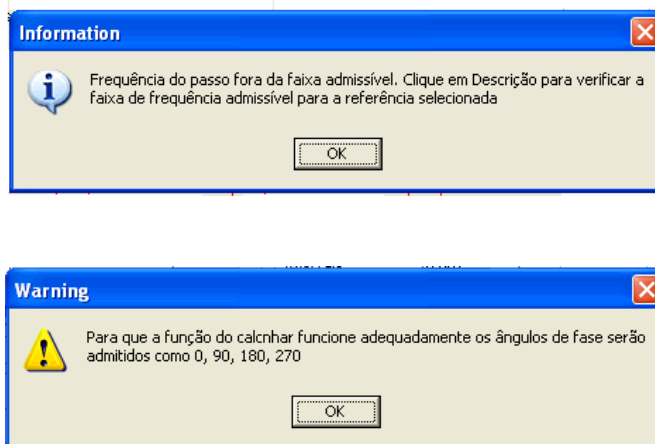 Information
Frequência do passo fora da faixa admissível. Clique em Descrição para verificar a
faixa de frequência admissível para a referência selecionada
OK
Warning
Para que a função do calcnhar funcione adequadamente os ângulos de fase serão
admitidos como 0, 90, 180, 270
OK